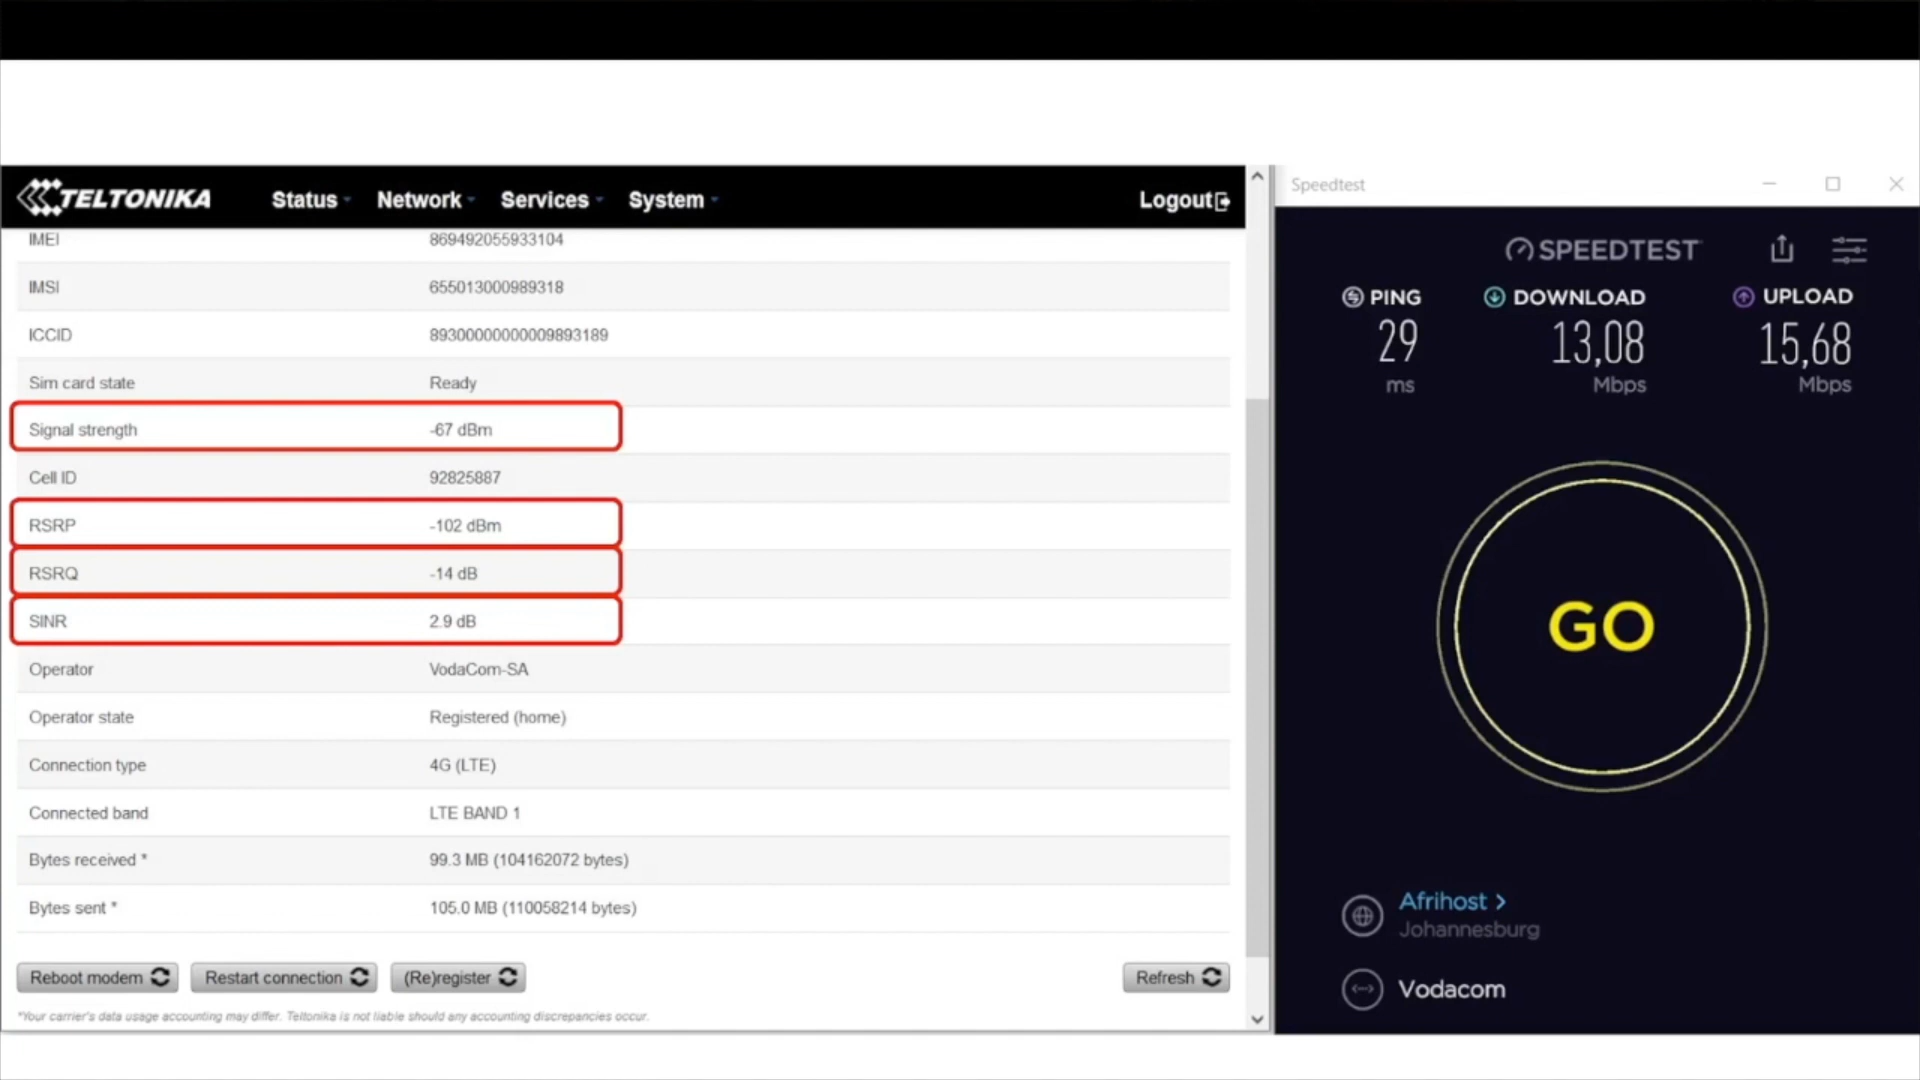 TELTONIKA Status Network Services System Logout
IMEI 869492055933104
IMSI 655013000989318
ICCID 89300000000009893189
Sim card state Ready
Signal strength -67 dBm
Cell ID 92825887
RSRP -102 dBm
RSRQ -14 dB
SINR 2.9 dB
Operator VodaCom-SA
Operator state Registered (home)
Connection type 4G (LTE)
Connected band LTE BAND 1
Bytes received * 99.3 MB (104162072 bytes)
Bytes sent * 105.0 MB (110058214 bytes)
Reboot modem Restart connection (Re)register Refresh
*Your carrier's data usage accounting may differ. Teltonika is not liable should any accounting discrepancies occur.
Speedtest
SPEEDTEST
PING DOWNLOAD UPLOAD
29 13,08 15,68
ms Mbps Mbps
GO
Afrihost >
Johannesburg
Vodacom